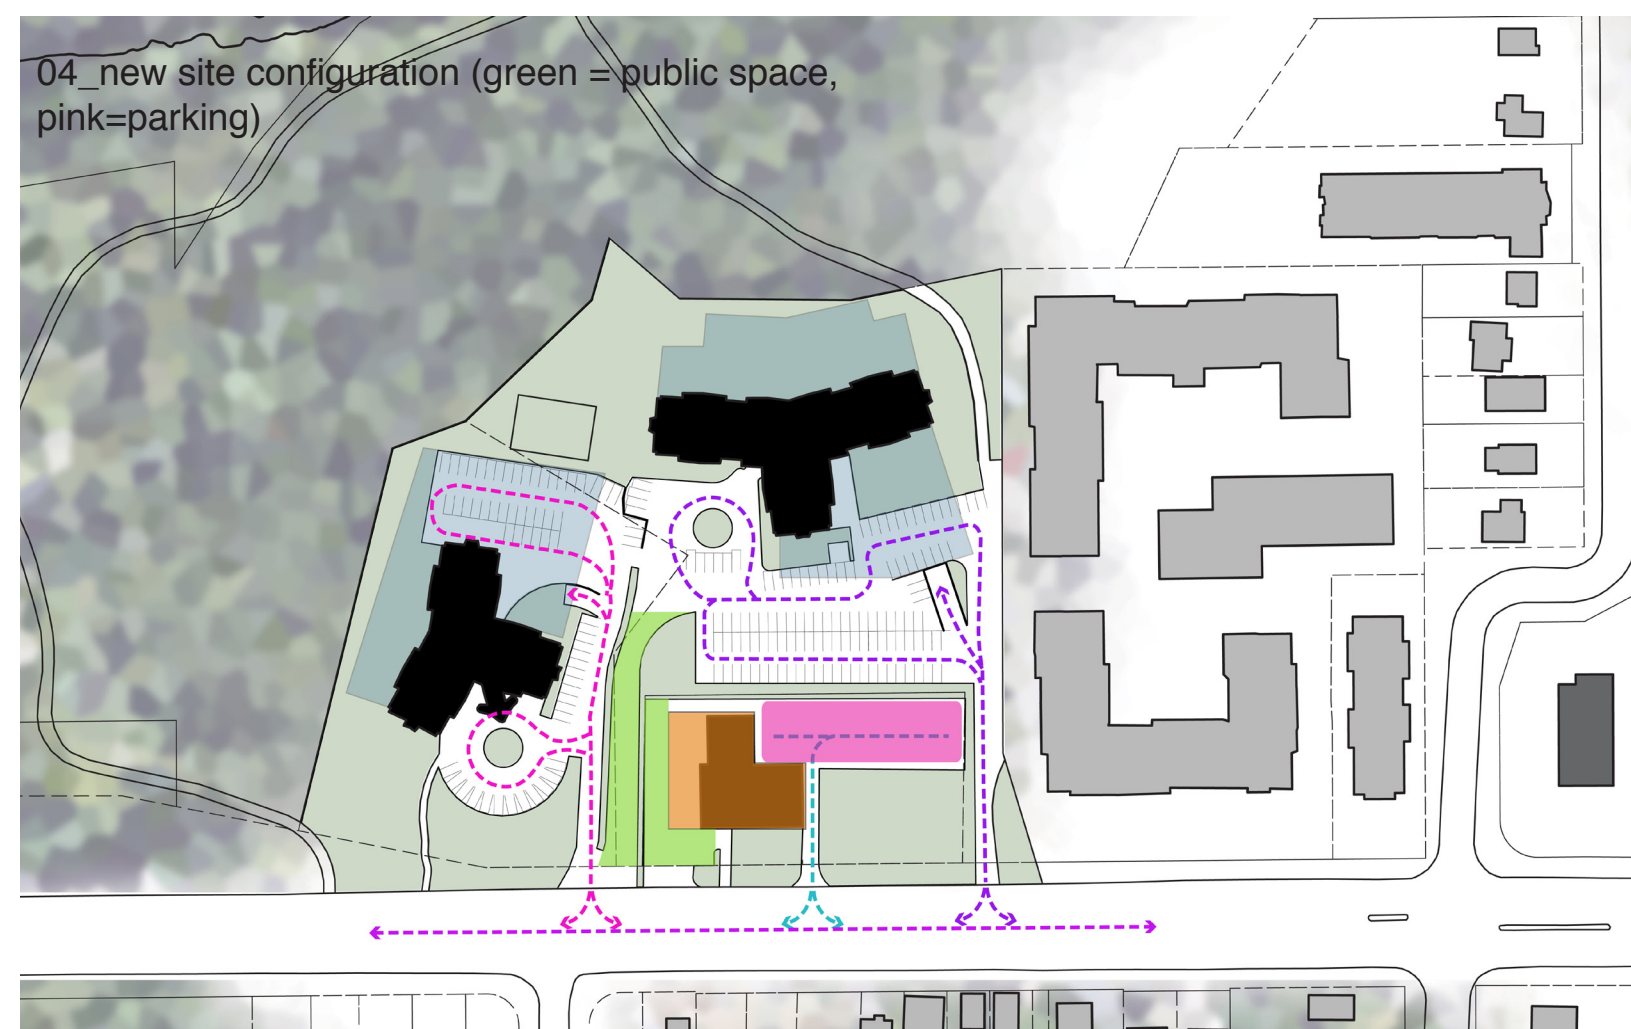 04_new site configuration (green = public space,
pink=parking)